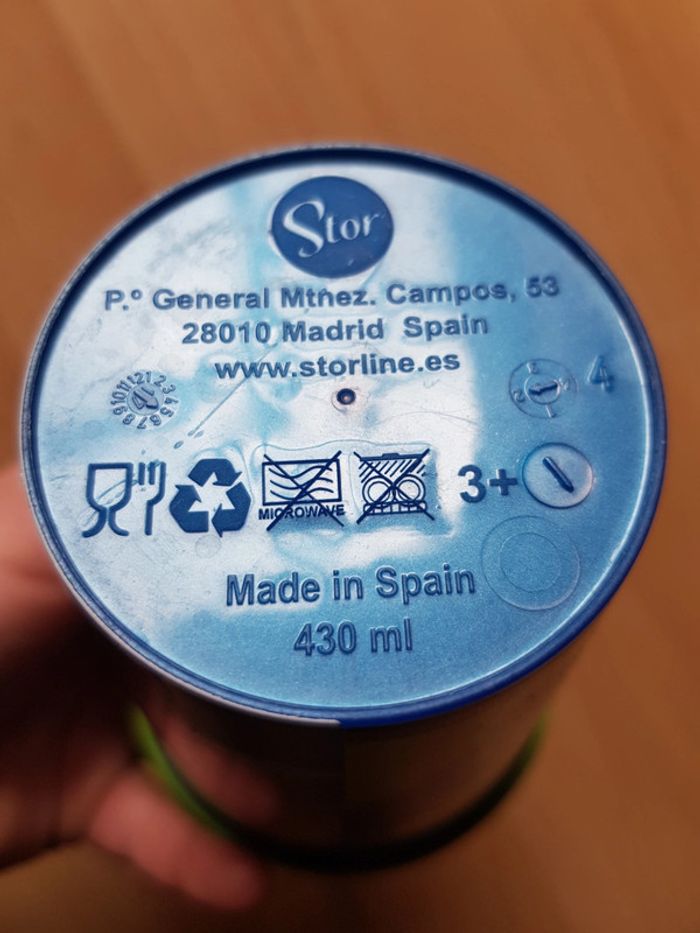 Stor
P.º General Mtñez. Campos, 53
28010 Madrid Spain
www.storline.es
4
MICROWAVE
3+
Made in Spain
430 ml